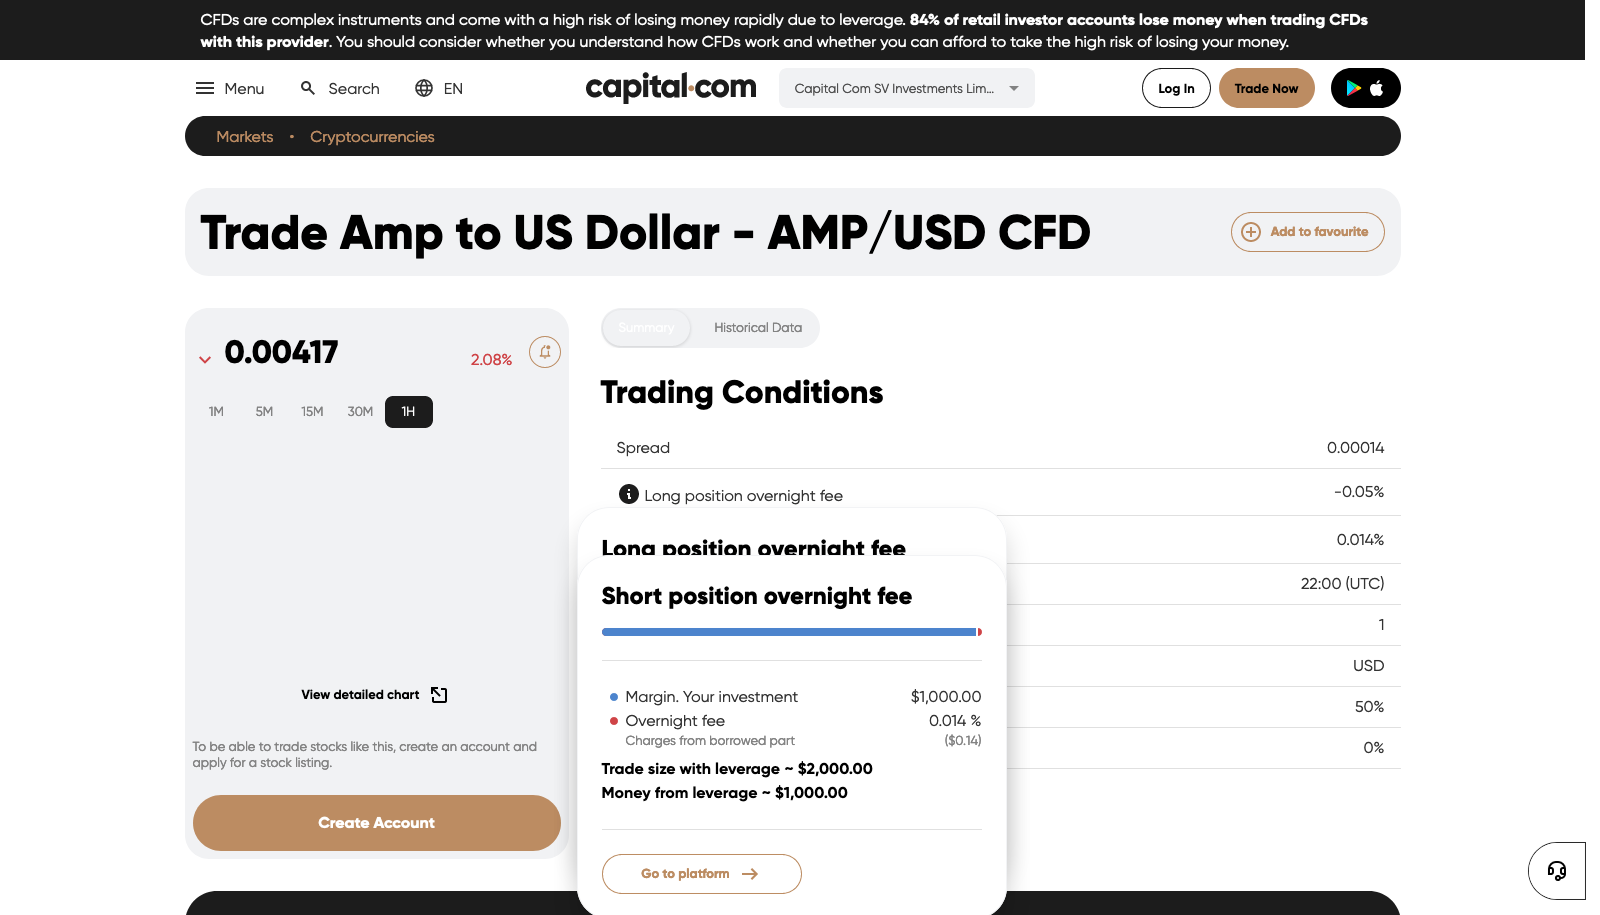 CFDs are complex instruments and come with a high risk of losing money rapidly due to leverage. 84% of retail investor accounts lose money when trading CFDs
with this provider. You should consider whether you understand how CFDs work and whether you can afford to take the high risk of losing your money.
Menu
Search
EN
capital.com
Capital Com SV Investments Lim...
Log In
Trade Now
Markets • Cryptocurrencies
Trade Amp to US Dollar - AMP/USD CFD
Add to favourite
0.00417
2.08%
1M 5M 15M 30M 1H
View detailed chart
To be able to trade stocks like this, create an account and
apply for a stock listing.
Create Account
Summary
Historical Data
Trading Conditions
Spread 0.00014
Long position overnight fee -0.05%
0.014%
22:00 (UTC)
1
USD
50%
0%
Long position overnight fee
Short position overnight fee
Margin. Your investment $1,000.00
Overnight fee 0.014 %
Charges from borrowed part ($0.14)
Trade size with leverage ~ $2,000.00
Money from leverage ~ $1,000.00
Go to platform